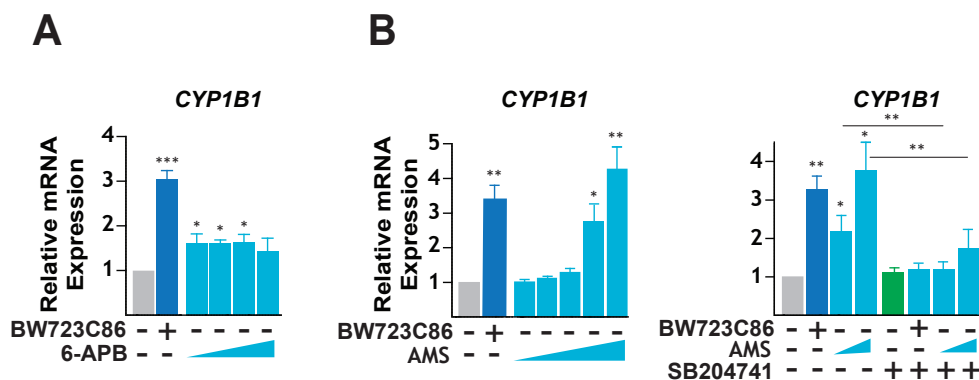 A
B
CYP1B1
CYP1B1
CYP1B1
Relative mRNA
Expression
4
3
2
1
***
* * *
BW723C86 - + - - - -
6-APB - -
Relative mRNA
Expression
5
4
3
2
1
**
*
**
BW723C86 - + - - - - -
AMS - -
4
3
2
1
**
**
**
*
*
BW723C86 - + - - - + - -
AMS - - - -
SB204741 - - - - + + + +